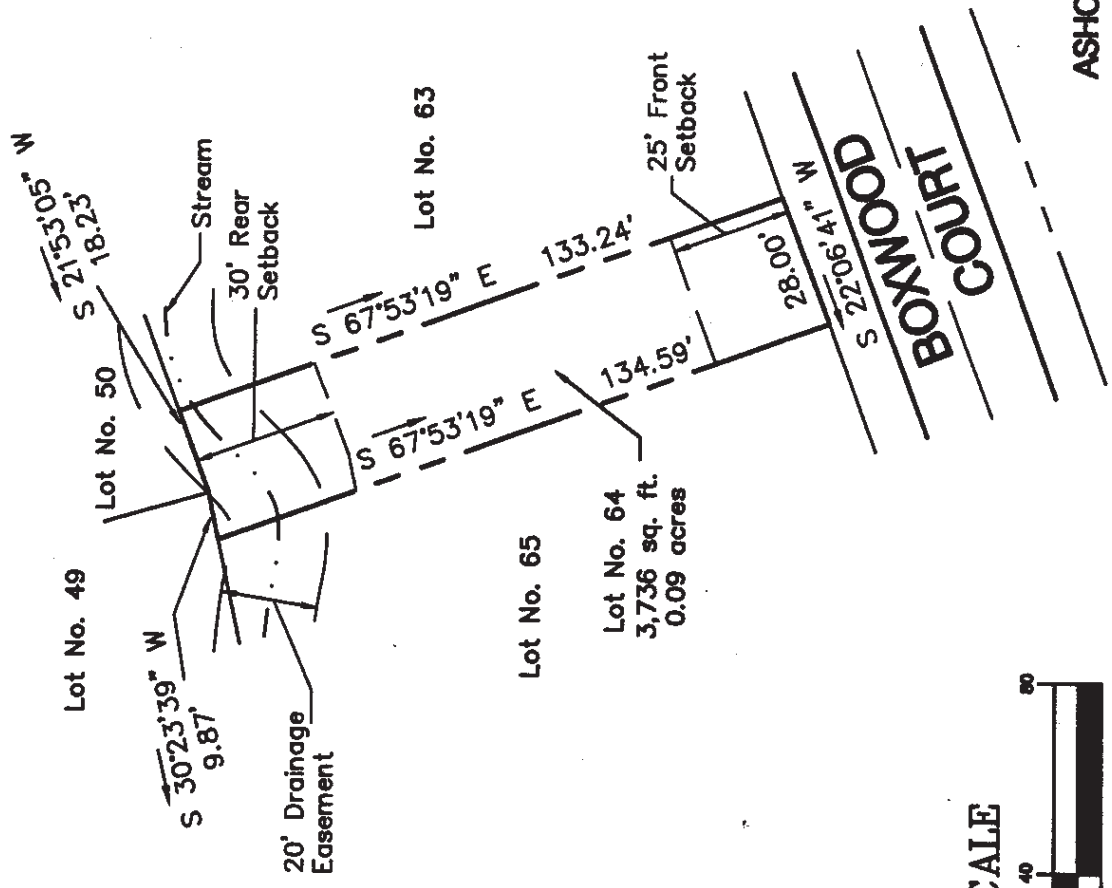 S 21°53'05" W
18.23'
Stream
30' Rear
Setback
Lot No. 63
Lot No. 50
Lot No. 49
S 30°23'39" W
9.87'
20' Drainage
Easement
S 67°53'19" E
133.24'
S 67°53'19" E
134.59'
25' Front
Setback
Lot No. 65
Lot No. 64
3,736 sq. ft.
0.09 acres
28.00'
S 22°06'41" W
BOXWOOD
COURT
40
80